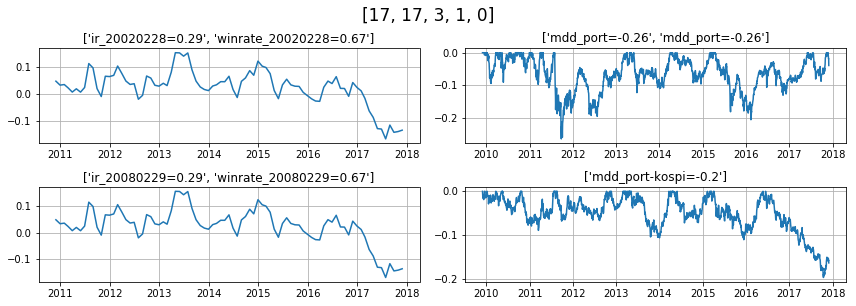 [17, 17, 3, 1, 0]
['ir_20020228=0.29', 'winrate_20020228=0.67']
0.1
0.0
−0.1
2011 2012 2013 2014 2015 2016 2017 2018
['mdd_port=-0.26', 'mdd_port=-0.26']
0.0
−0.1
−0.2
2010 2011 2012 2013 2014 2015 2016 2017 2018
['ir_20080229=0.29', 'winrate_20080229=0.67']
0.1
0.0
−0.1
2011 2012 2013 2014 2015 2016 2017 2018
['mdd_port-kospi=-0.2']
0.0
−0.1
−0.2
2010 2011 2012 2013 2014 2015 2016 2017 2018